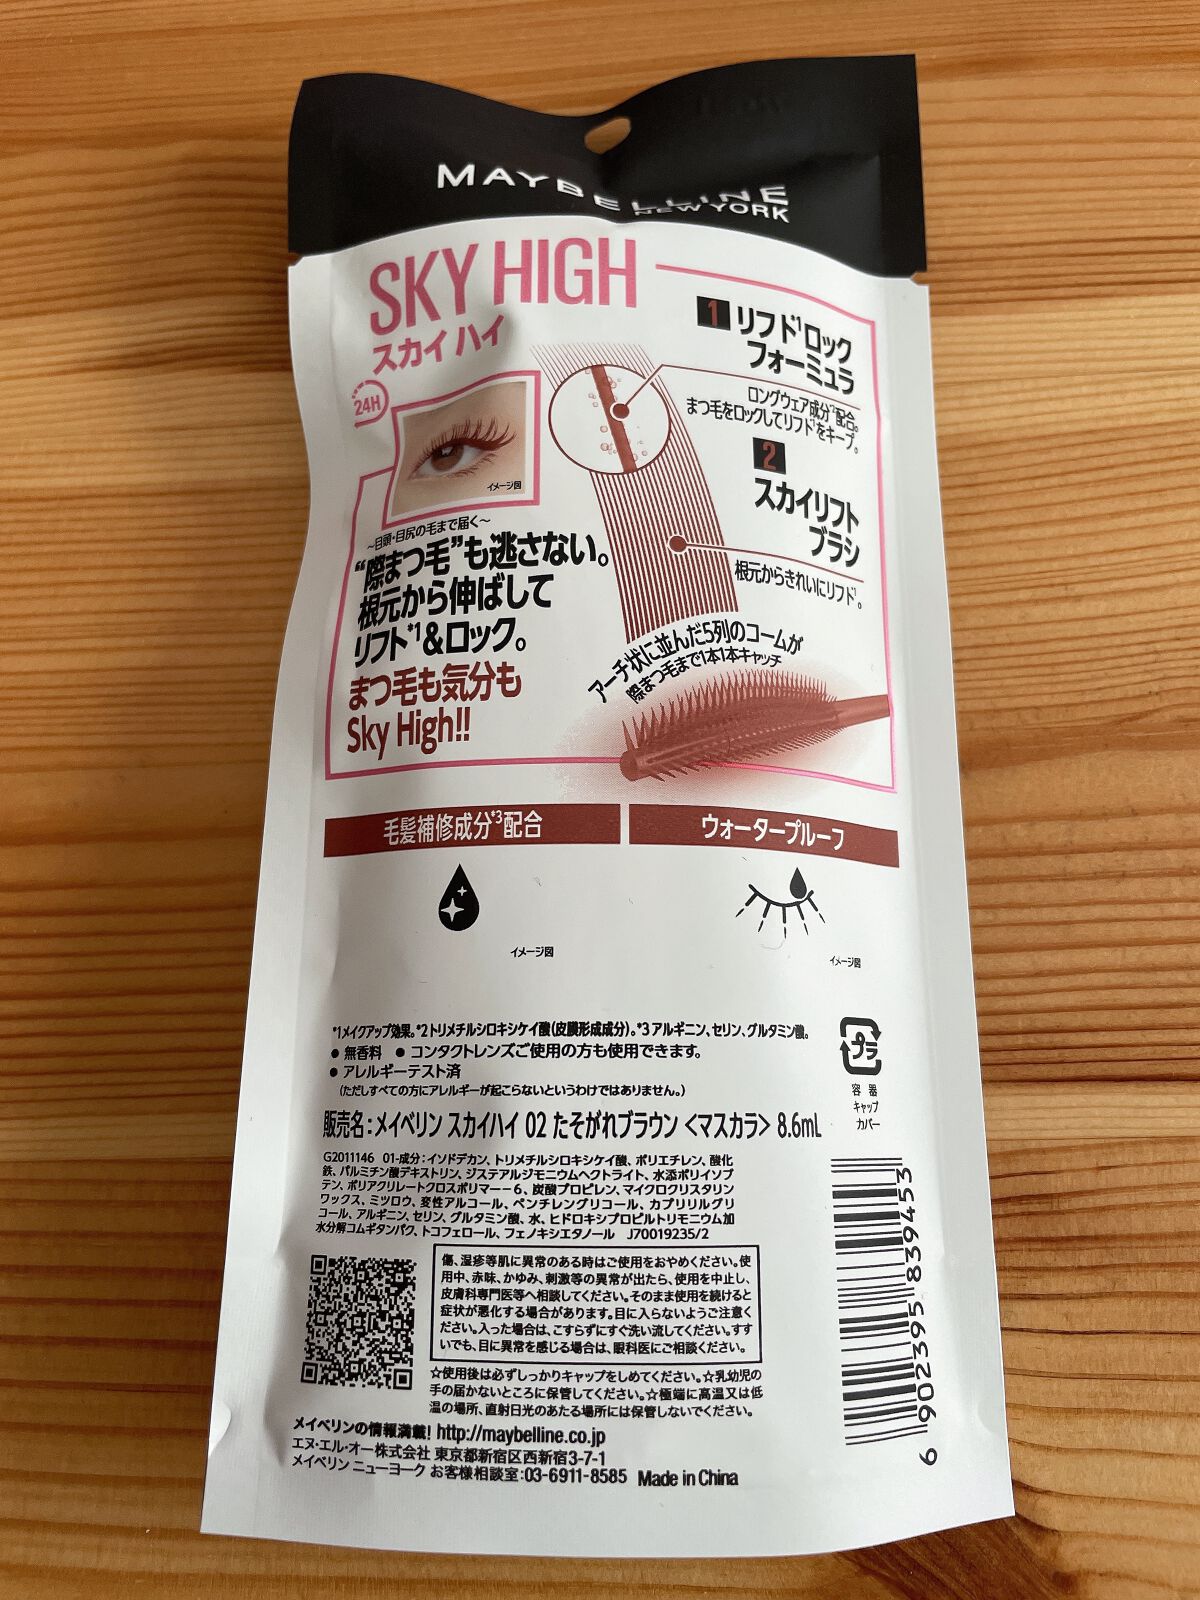 MAYBELLINE
NEW YORK
SKY HIGH
スカイハイ
24H
イメージ図
～目頭・目尻の毛まで届く～
“際まつ毛”も逃さない。
根元から伸ばして
リフト*1&ロック。
まつ毛も気分も
Sky High!!
1 リフト*1ロック
フォーミュラ
ロングウェア成分*2配合。
まつ毛をロックしてリフト*1をキープ。
2
スカイリフト
ブラシ
根元からきれいにリフト*1。
アーチ状に並んだ5列のコームが
際まつ毛まで1本1本キャッチ
毛髪補修成分*3配合
イメージ図
ウォータープルーフ
イメージ図
*1メイクアップ効果。*2トリメチルシロキシケイ酸(皮膜形成成分)。*3アルギニン、セリン、グルタミン酸。
● 無香料 ● コンタクトレンズご使用の方も使用できます。
● アレルギーテスト済
(ただしすべての方にアレルギーが起こらないというわけではありません。)
プラ
容器
キャップ
カバー
販売名:メイベリン スカイハイ 02 たそがれブラウン <マスカラ> 8.6mL
G2011146 01-成分:イソドデカン、トリメチルシロキシケイ酸、ポリエチレン、酸化
鉄、パルミチン酸デキストリン、ジステアルジモニウムヘクトライト、水添ポリイソブ
テン、ポリアクリレートクロスポリマー-6、炭酸プロピレン、マイクロクリスタリン
ワックス、ミツロウ、変性アルコール、ペンチレングリコール、カプリリルグリ
コール、アルギニン、セリン、グルタミン酸、水、ヒドロキシプロピルトリモニウム加
水分解コムギタンパク、トコフェロール、フェノキシエタノール J70019235/2
傷、湿疹等肌に異常のある時はご使用をおやめください。使
用中、赤味、かゆみ、刺激等の異常が出たら、使用を中止し、
皮膚科専門医等へ相談してください。そのまま使用を続けると
症状が悪化する場合があります。目に入らないようご注意く
ださい。入った場合は、こすらずにすぐ洗い流してください。すす
いでも、目に異常を感じる場合は、眼科医にご相談ください。
☆使用後は必ずしっかりキャップをしめてください。☆乳幼児の
手の届かないところに保管してください。☆極端に高温又は低
温の場所、直射日光のあたる場所には保管しないでください。
メイベリンの情報満載! http://maybelline.co.jp
エヌ・エル・オー株式会社 東京都新宿区西新宿3-7-1
メイベリン ニューヨーク お客様相談室:03-6911-8585 Made in China
6 902395 839453